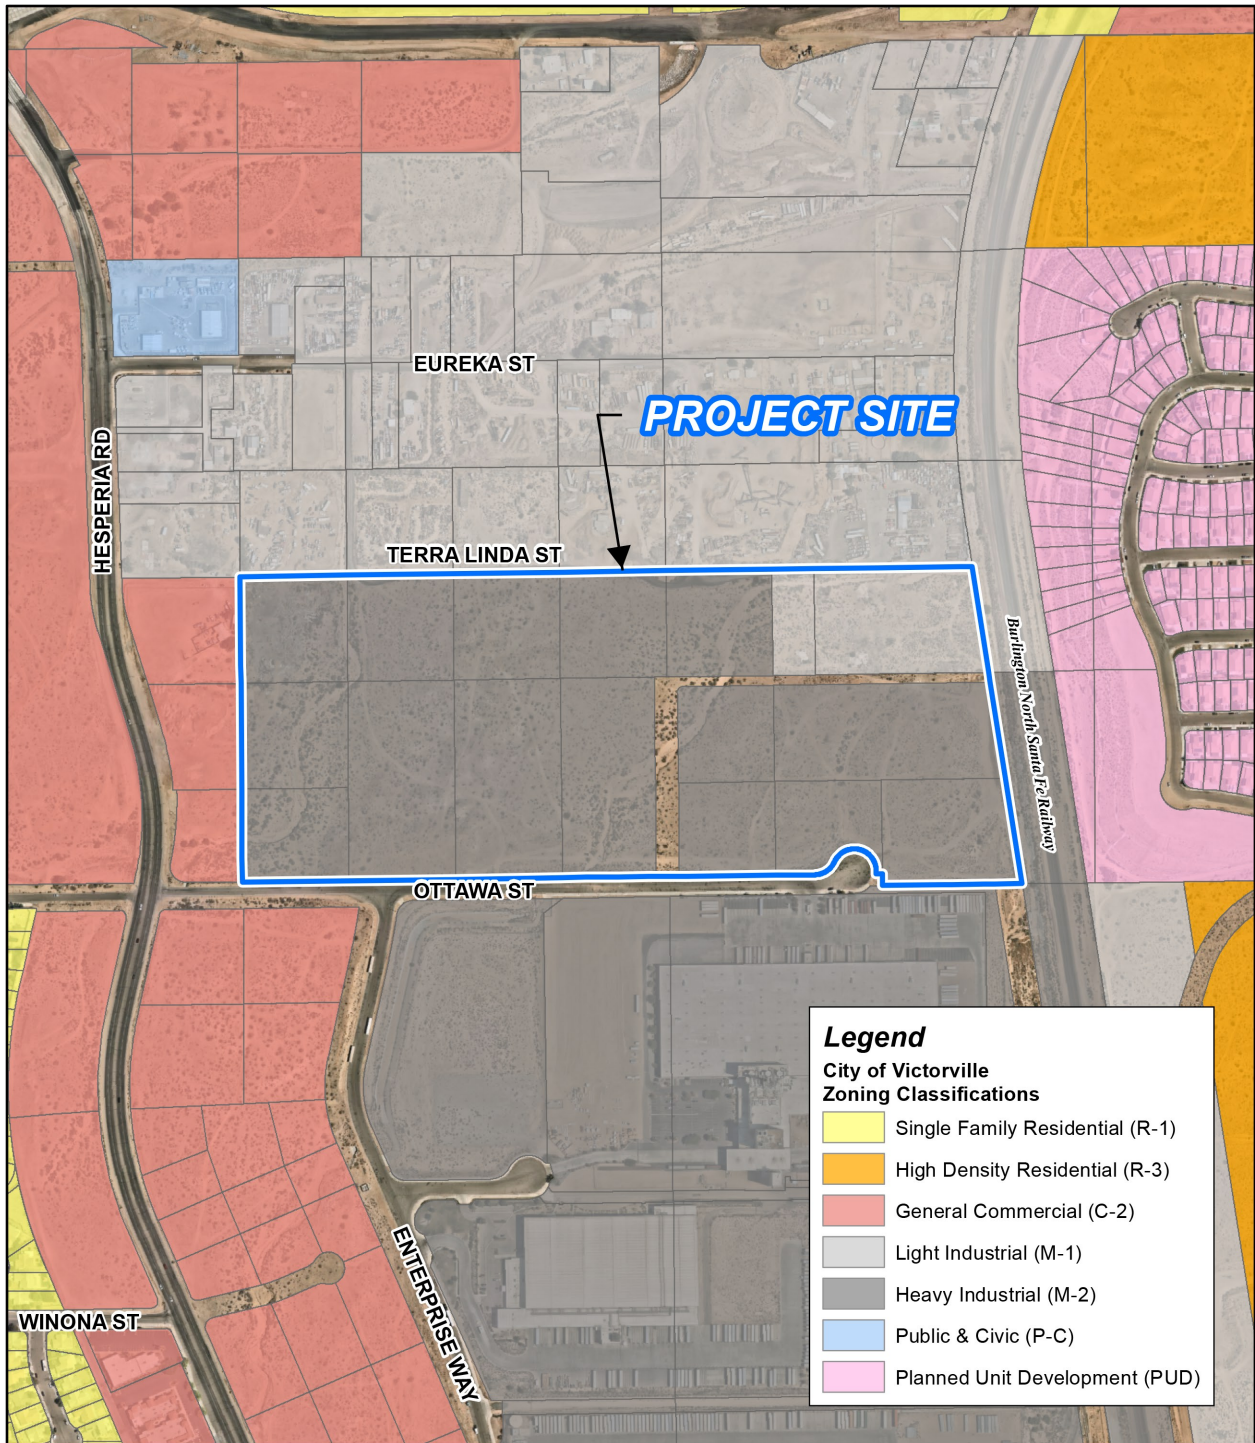 EUREKA ST
PROJECT SITE
HESPERIA RD
TERRA LINDA ST
Burlington North Santa Fe Railway
OTTAWA ST
ENTERPRISE WAY
WINONA ST
Legend
City of Victorville
Zoning Classifications
Single Family Residential (R-1)
High Density Residential (R-3)
General Commercial (C-2)
Light Industrial (M-1)
Heavy Industrial (M-2)
Public & Civic (P-C)
Planned Unit Development (PUD)